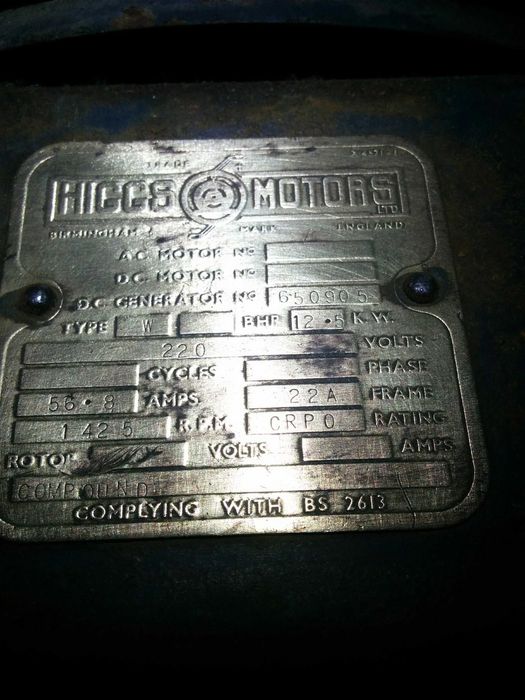 TRADE
HIGGS MOTORS LTD
BIRMINGHAM 6 MARK ENGLAND
A.C MOTOR No
D.C. MOTOR No
D.C GENERATOR No 650905
TYPE W BHP 12.5 K.W.
220 VOLTS
CYCLES PHASE
56.8 AMPS 22A FRAME
1425 R.P.M. CRPO RATING
ROTOR VOLTS AMPS
COMPOUND
COMPLYING WITH BS 2613